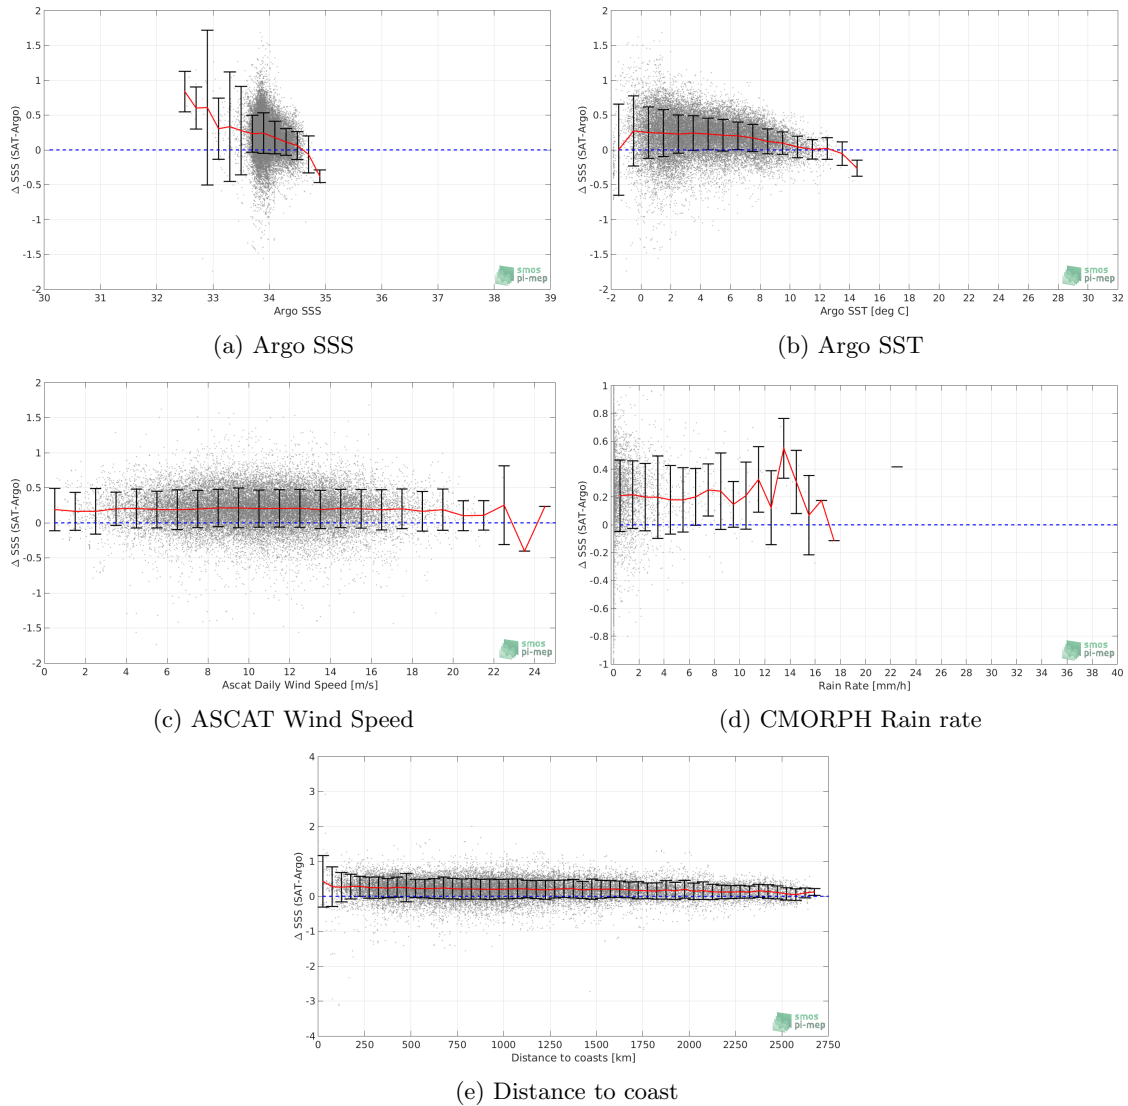 2
1.5
1
0.5
0
-0.5
-1
-1.5
-2
Δ SSS (SAT-Argo)
30 31 32 33 34 35 36 37 38 39
Argo SSS
smos
pi-mep
(a) Argo SSS
2
1.5
1
0.5
0
-0.5
-1
-1.5
-2
Δ SSS (SAT-Argo)
-2 0 2 4 6 8 10 12 14 16 18 20 22 24 26 28 30 32
Argo SST [deg C]
smos
pi-mep
(b) Argo SST
2
1.5
1
0.5
0
-0.5
-1
-1.5
-2
Δ SSS (SAT-Argo)
0 2 4 6 8 10 12 14 16 18 20 22 24
Ascat Daily Wind Speed [m/s]
smos
pi-mep
(c) ASCAT Wind Speed
1
0.8
0.6
0.4
0.2
0
-0.2
-0.4
-0.6
-0.8
-1
Δ SSS (SAT-Argo)
0 2 4 6 8 10 12 14 16 18 20 22 24 26 28 30 32 34 36 38 40
Rain Rate [mm/h]
smos
pi-mep
(d) CMORPH Rain rate
4
3
2
1
0
-1
-2
-3
-4
Δ SSS (SAT-Argo)
0 250 500 750 1000 1250 1500 1750 2000 2250 2500 2750
Distance to coasts [km]
smos
pi-mep
(e) Distance to coast